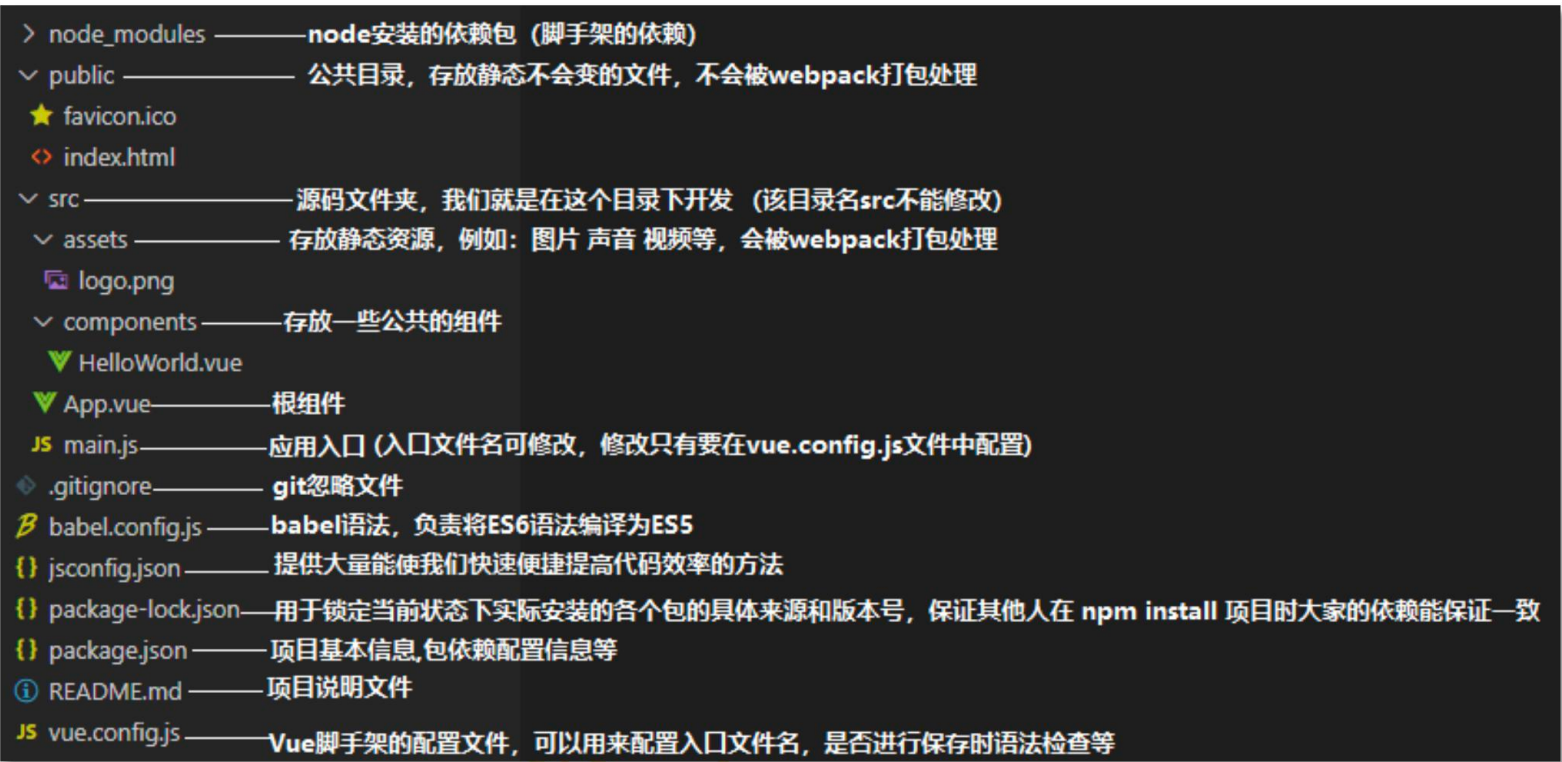 node_modules node安装的依赖包（脚手架的依赖）
public 公共目录，存放静态不会变的文件，不会被webpack打包处理
favicon.ico
index.html
src 源码文件夹，我们就是在这个目录下开发 （该目录名src不能修改）
assets 存放静态资源，例如：图片 声音 视频等，会被webpack打包处理
logo.png
components 存放一些公共的组件
HelloWorld.vue
App.vue 根组件
JS main.js 应用入口 (入口文件名可修改，修改只有要在vue.config.js文件中配置)
.gitignore git忽略文件
babel.config.js babel语法，负责将ES6语法编译为ES5
{} jsconfig.json 提供大量能使我们快速便捷提高代码效率的方法
{} package-lock.json 用于锁定当前状态下实际安装的各个包的具体来源和版本号，保证其他人在 npm install 项目时大家的依赖能保证一致
{} package.json 项目基本信息,包依赖配置信息等
README.md 项目说明文件
JS vue.config.js Vue脚手架的配置文件，可以用来配置入口文件名，是否进行保存时语法检查等